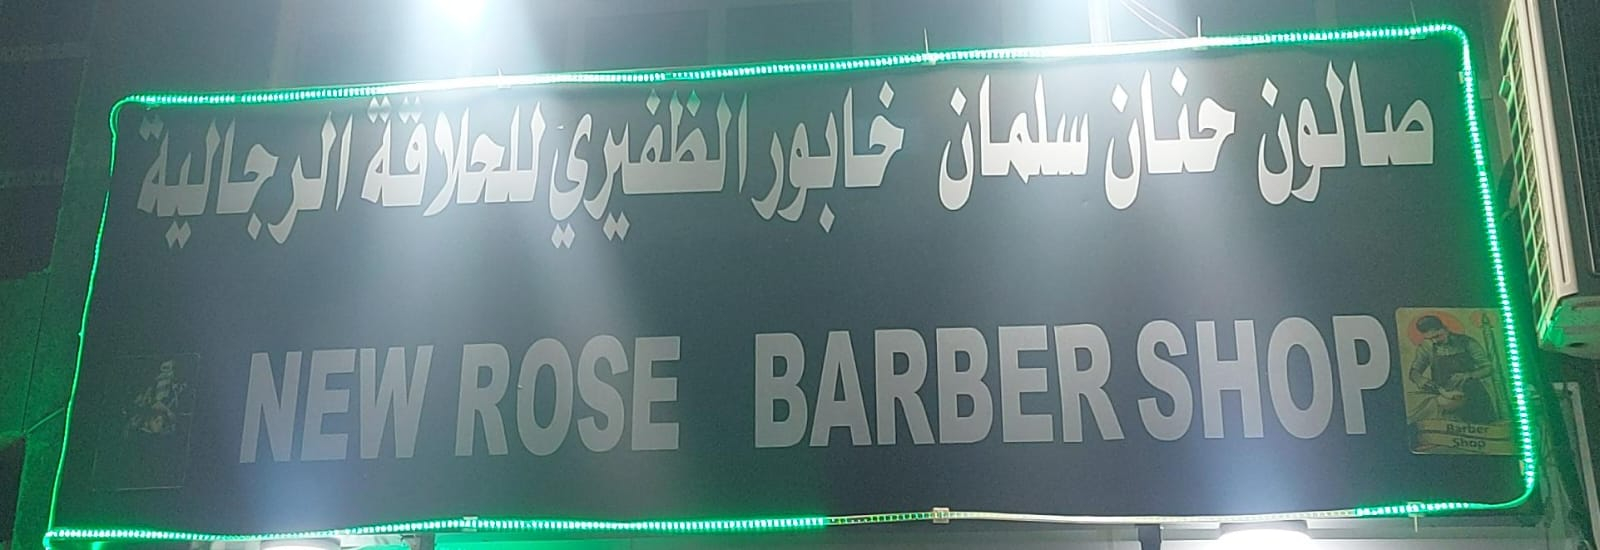 صالون حنان سلمان خابور الظفيري للحلاقة الرجالية
NEW ROSE BARBER SHOP
Barber
Shop